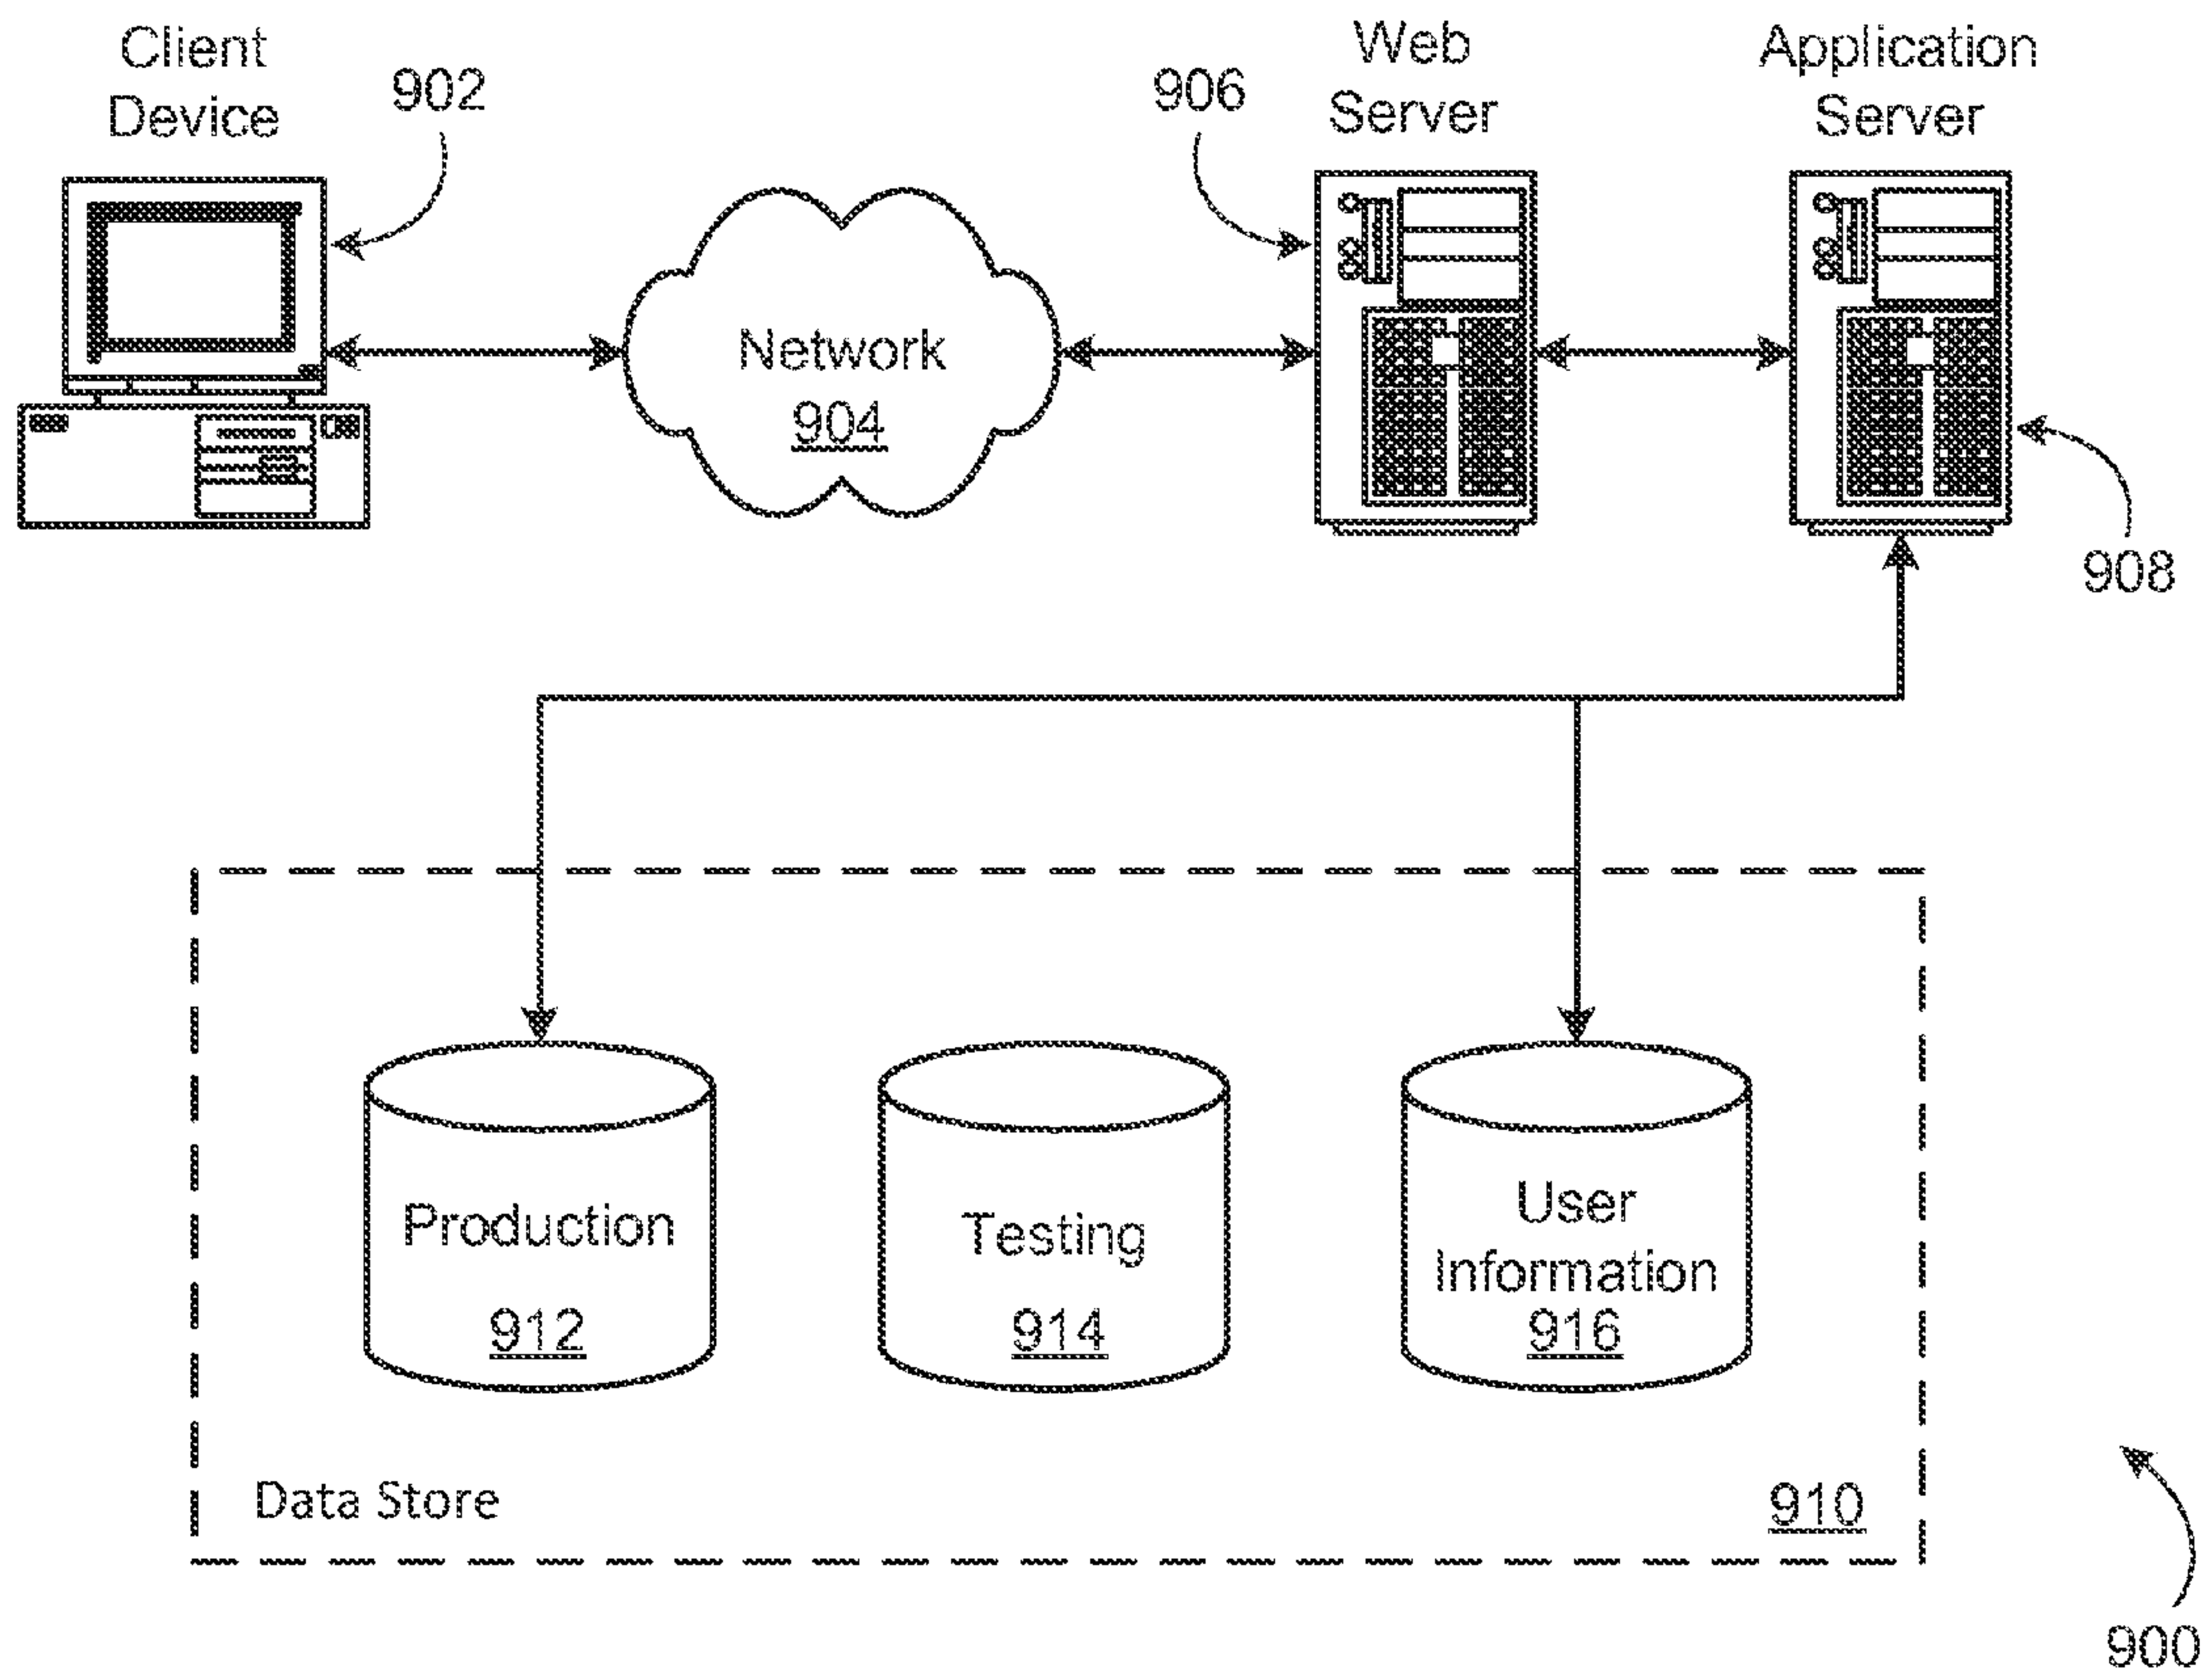 Client
Device
902
906
Web
Server
Application
Server
Network
904
908
Production
912
Testing
914
User
Information
916
Data Store
910
900